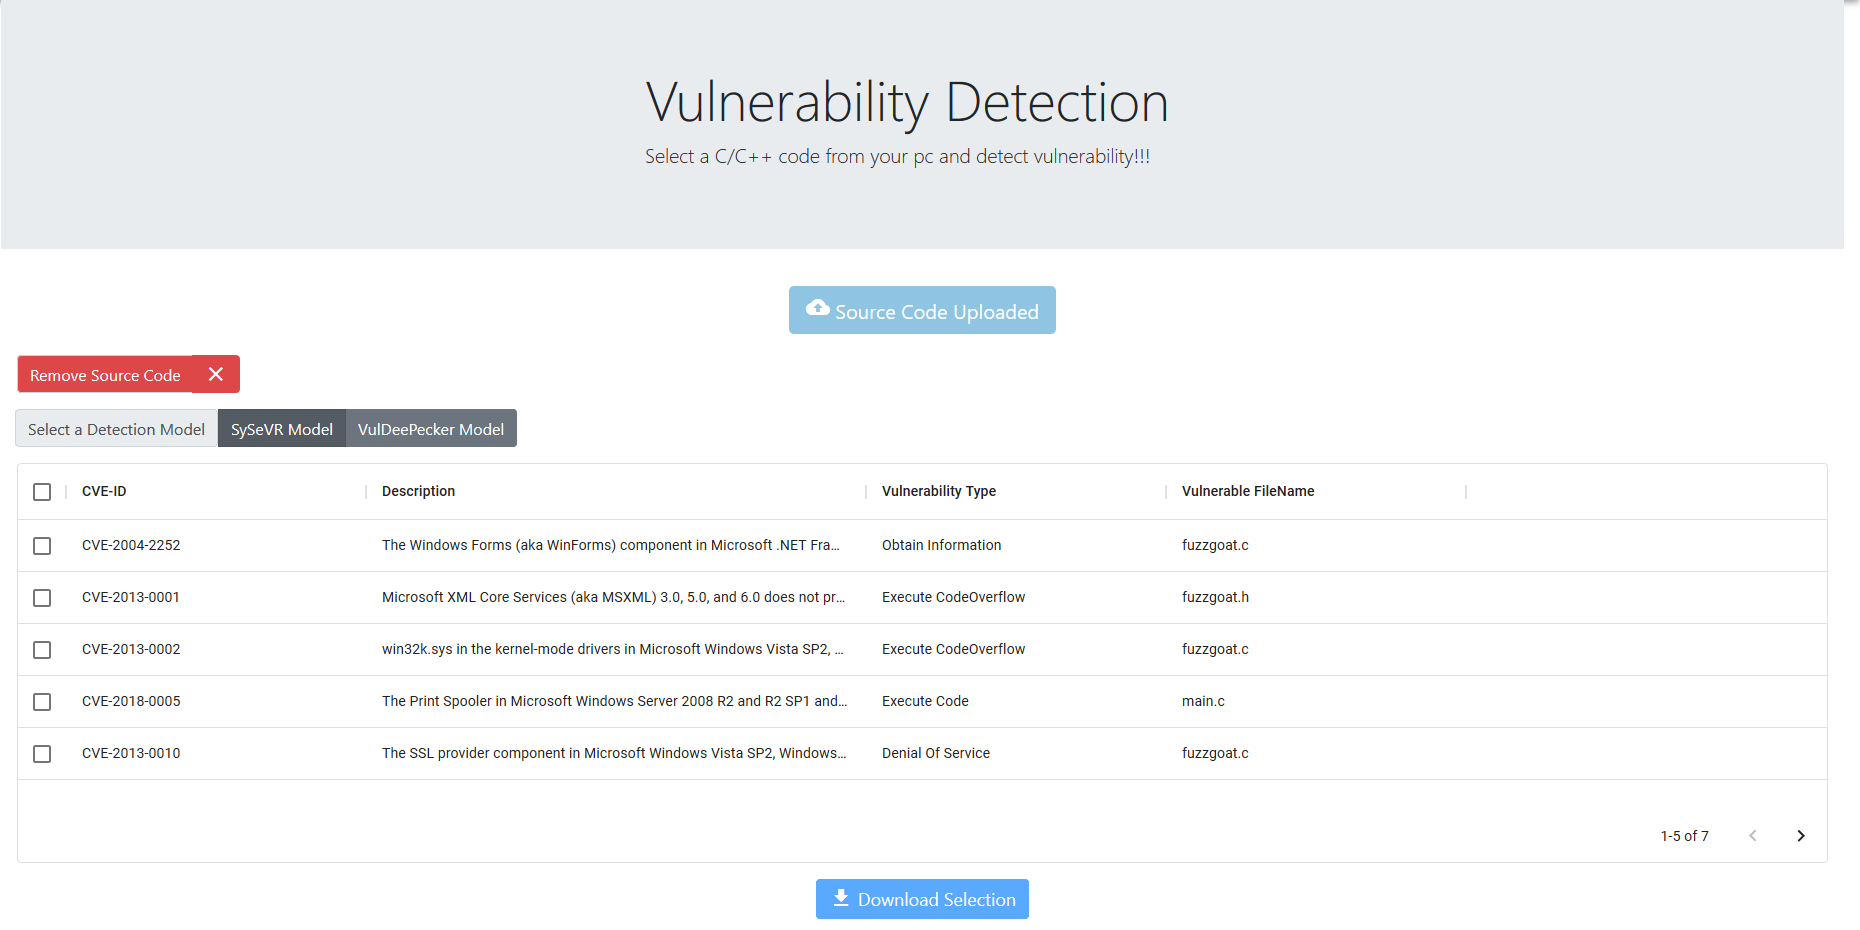 Vulnerability Detection
Select a C/C++ code from your pc and detect vulnerability!!!
Source Code Uploaded
Remove Source Code
Select a Detection Model SySeVR Model VulDeePecker Model
CVE-ID Description Vulnerability Type Vulnerable FileName
CVE-2004-2252 The Windows Forms (aka WinForms) component in Microsoft .NET Fra... Obtain Information fuzzgoat.c
CVE-2013-0001 Microsoft XML Core Services (aka MSXML) 3.0, 5.0, and 6.0 does not pr... Execute CodeOverflow fuzzgoat.h
CVE-2013-0002 win32k.sys in the kernel-mode drivers in Microsoft Windows Vista SP2, ... Execute CodeOverflow fuzzgoat.c
CVE-2018-0005 The Print Spooler in Microsoft Windows Server 2008 R2 and R2 SP1 and... Execute Code main.c
CVE-2013-0010 The SSL provider component in Microsoft Windows Vista SP2, Windows... Denial Of Service fuzzgoat.c
1-5 of 7
Download Selection